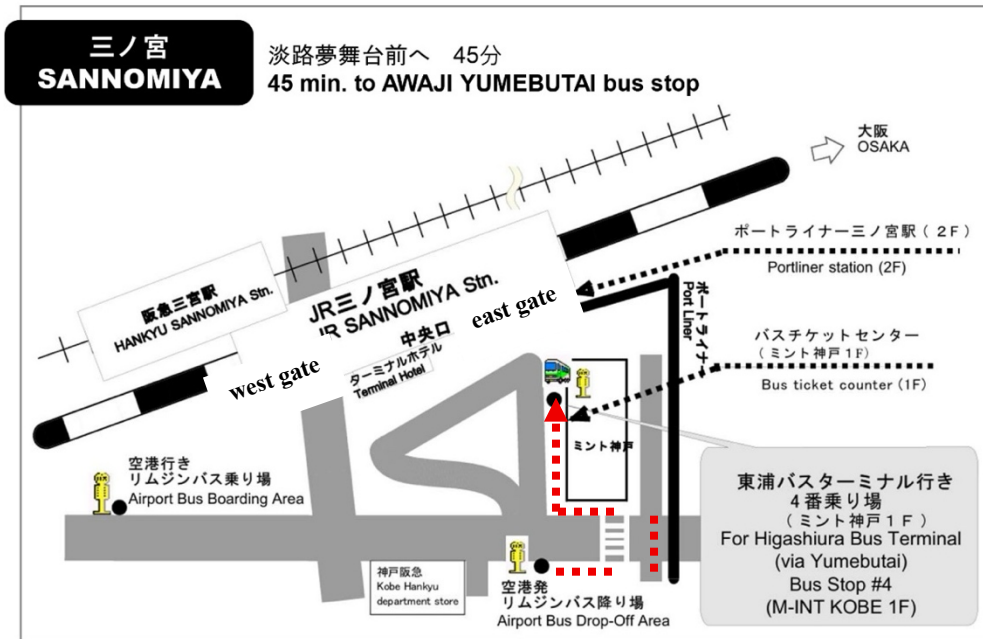 三ノ宮
SANNOMIYA
淡路夢舞台前へ 45分
45 min. to AWAJI YUMEBUTAI bus stop
大阪
OSAKA
ポートライナー三ノ宮駅（２F）
Portliner station (2F)
阪急三宮駅
HANKYU SANNOMIYA Stn.
JR三ノ宮駅
JR SANNOMIYA Stn.
中央口
east gate
west gate
ターミナルホテル
Terminal Hotel
ポートライナー
Port Liner
バスチケットセンター
（ミント神戸１F）
Bus ticket counter (1F)
ミント神戸
空港行き
リムジンバス乗り場
Airport Bus Boarding Area
東浦バスターミナル行き
４番乗り場
（ミント神戸１F）
For Higashiura Bus Terminal
(via Yumebutai)
Bus Stop #4
(M-INT KOBE 1F)
神戸阪急
Kobe Hankyu
department store
空港発
リムジンバス降り場
Airport Bus Drop-Off Area